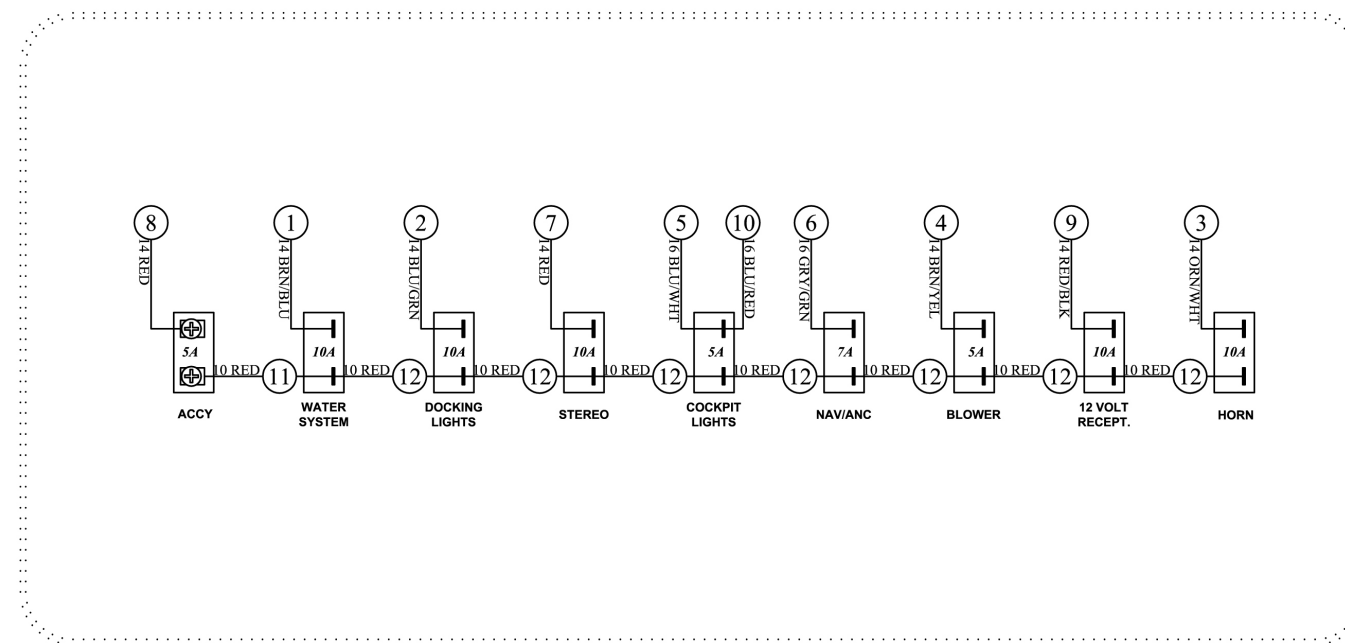 8 1 2 7 5 10 6 4 9 3
14 RED
14 BRN/BLU
14 BLU/GRN
14 RED
16 BLU/WHT
16 BLU/RED
16 GRY/GRN
14 BRN/YEL
14 RED/BLK
14 ORN/WHT
5A 10A 10A 10A 5A 7A 5A 10A 10A
10 RED 11 10 RED 12 10 RED 12 10 RED 12 10 RED 12 10 RED 12 10 RED 12 10 RED 12
ACCY
WATER
SYSTEM
DOCKING
LIGHTS
STEREO
COCKPIT
LIGHTS
NAV/ANC
BLOWER
12 VOLT
RECEPT.
HORN